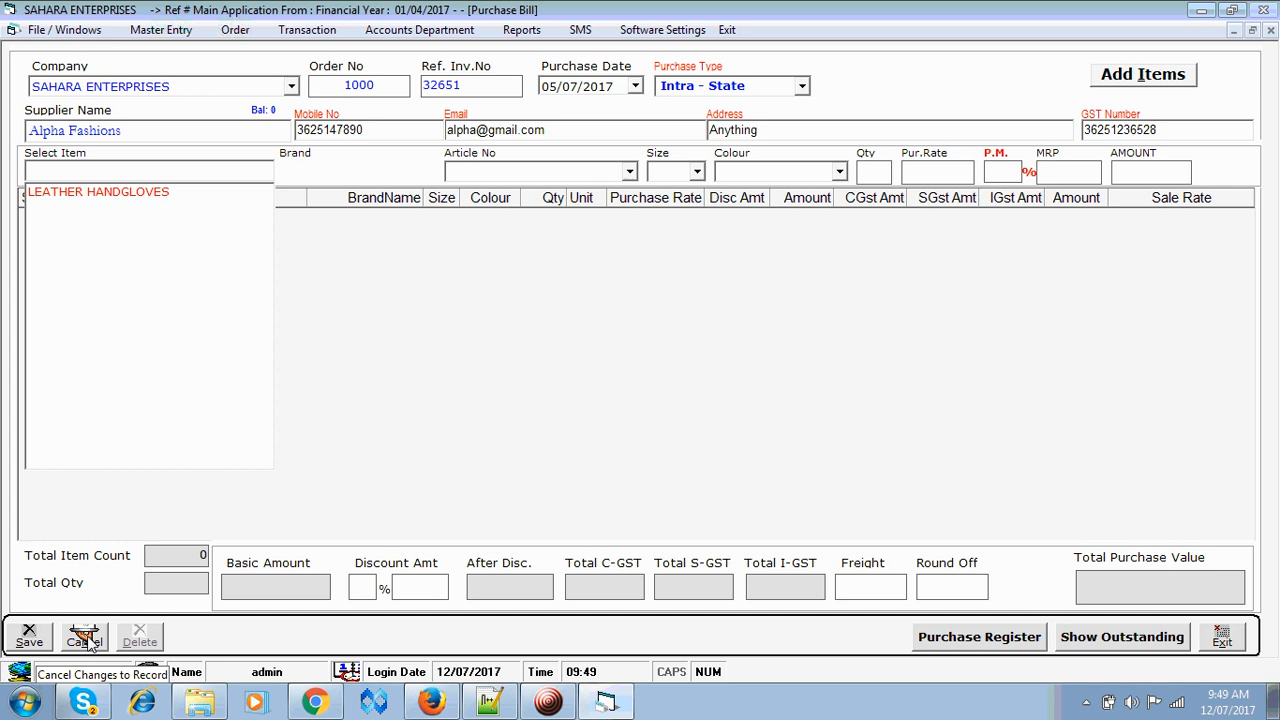 SAHARA ENTERPRISES -> Ref # Main Application From : Financial Year : 01/04/2017 - - [Purchase Bill]
File / Windows Master Entry Order Transaction Accounts Department Reports SMS Software Settings Exit
Company Order No Ref. Inv.No Purchase Date Purchase Type
SAHARA ENTERPRISES 1000 32651 05/07/2017 Intra - State Add Items
Supplier Name Bal: 0 Mobile No Email Address GST Number
Alpha Fashions 3625147890 alpha@gmail.com Anything 36251236528
Select Item Brand Article No Size Colour Qty Pur.Rate P.M. MRP AMOUNT
%
LEATHER HANDGLOVES
BrandName Size Colour Qty Unit Purchase Rate Disc Amt Amount CGst Amt SGst Amt IGst Amt Amount Sale Rate
Total Item Count 0
Total Qty
Basic Amount Discount Amt After Disc. Total C-GST Total S-GST Total I-GST Freight Round Off Total Purchase Value
%
Save Cancel Delete Purchase Register Show Outstanding Exit
Cancel Changes to Record
Name admin Login Date 12/07/2017 Time 09:49 CAPS NUM
9:49 AM
12/07/2017